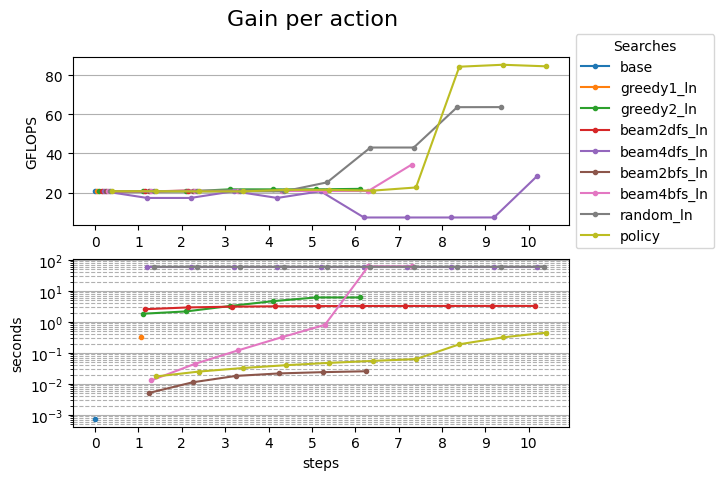 Gain per action
Searches
base
greedy1_ln
greedy2_ln
beam2dfs_ln
beam4dfs_ln
beam2bfs_ln
beam4bfs_ln
random_ln
policy
GFLOPS
80
60
40
20
0 1 2 3 4 5 6 7 8 9 10
seconds
10²
10¹
10⁰
10⁻¹
10⁻²
10⁻³
0 1 2 3 4 5 6 7 8 9 10
steps